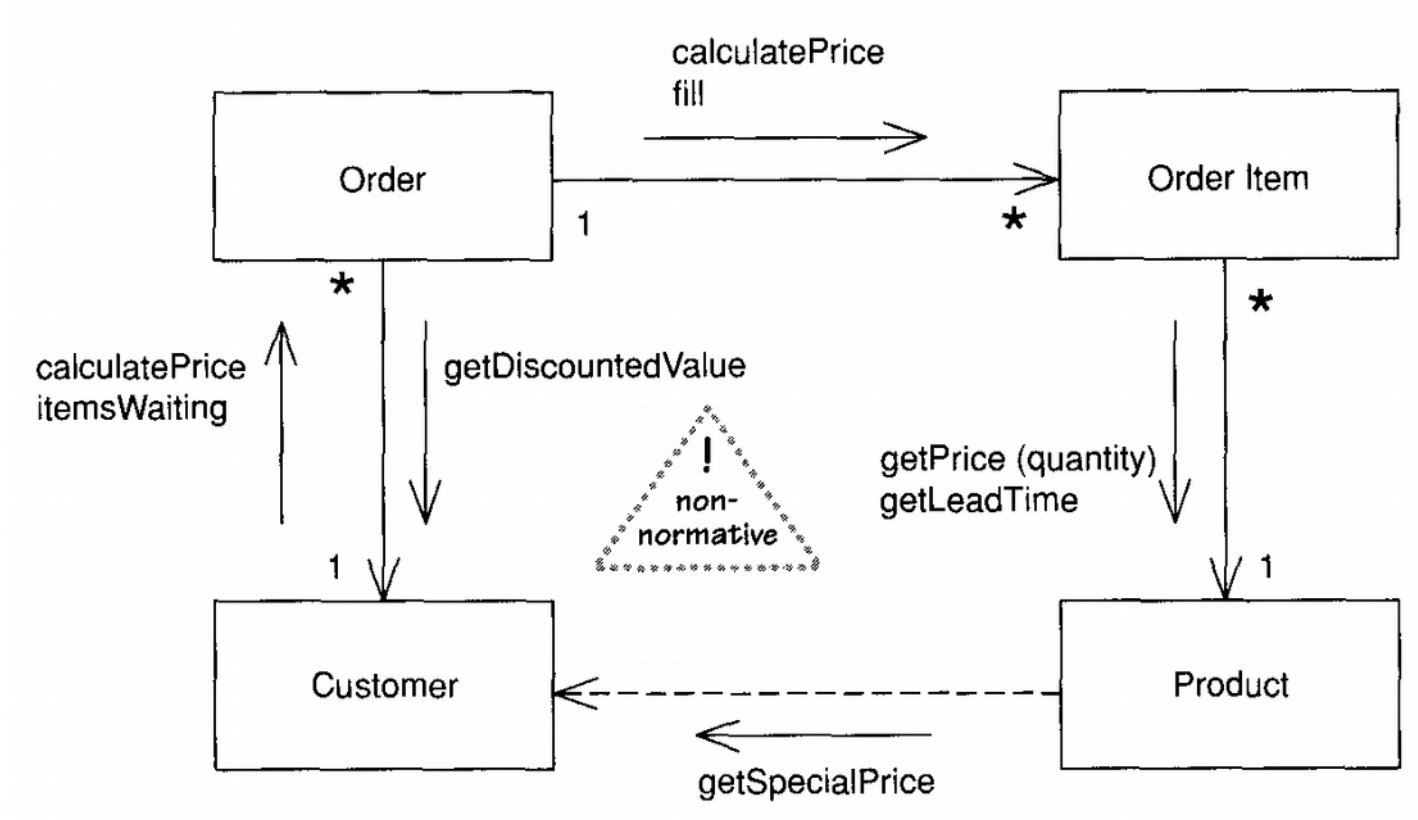 calculatePrice
fill
Order
Order Item
1
*
*
*
calculatePrice
itemsWaiting
getDiscountedValue
!
non-
normative
getPrice (quantity)
getLeadTime
1
1
Customer
Product
getSpecialPrice